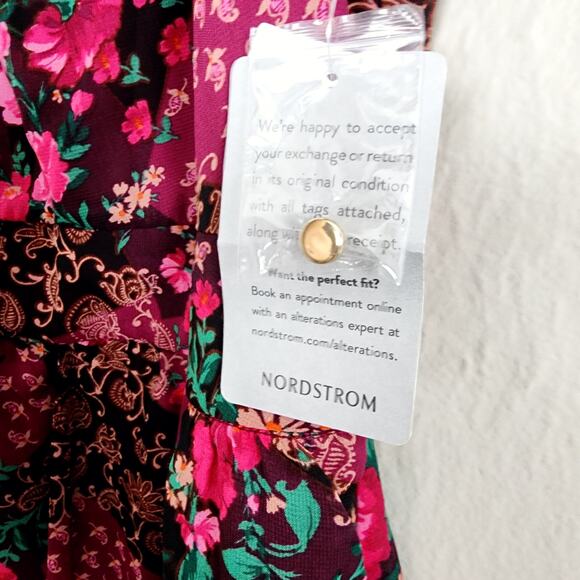 We're happy to accept
your exchange or return
in its original condition
with all tags attached,
along receipt.
Want the perfect fit?
Book an appointment online
with an alterations expert at
nordstrom.com/alterations.
NORDSTROM